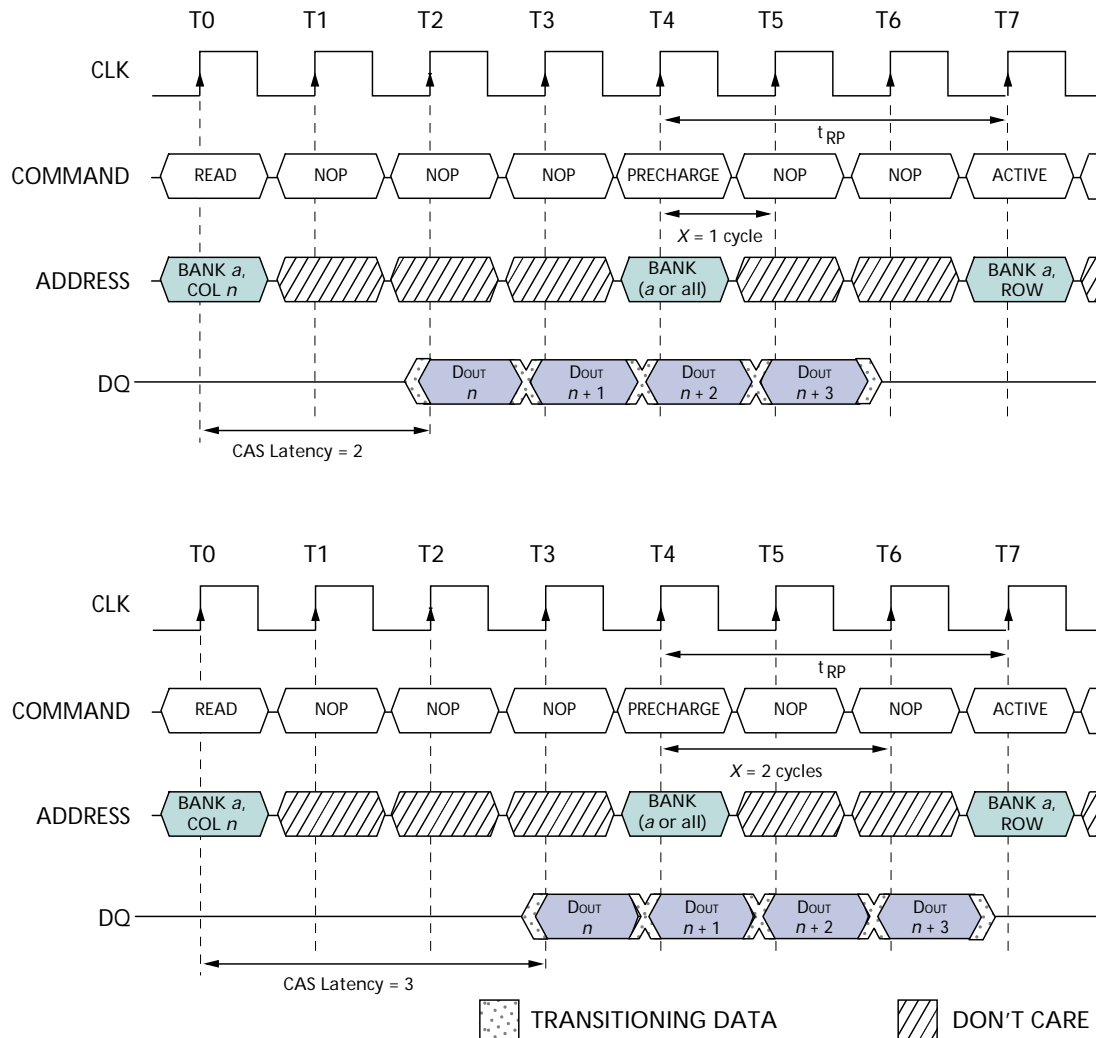 T0 T1 T2 T3 T4 T5 T6 T7
CLK
tRP
COMMAND READ NOP NOP NOP PRECHARGE NOP NOP ACTIVE
X = 1 cycle
ADDRESS
BANK a, COL n
BANK (a or all)
BANK a, ROW
DQ
DOUT n
DOUT n + 1
DOUT n + 2
DOUT n + 3
CAS Latency = 2
T0 T1 T2 T3 T4 T5 T6 T7
CLK
tRP
COMMAND READ NOP NOP NOP PRECHARGE NOP NOP ACTIVE
X = 2 cycles
ADDRESS
BANK a, COL n
BANK (a or all)
BANK a, ROW
DQ
DOUT n
DOUT n + 1
DOUT n + 2
DOUT n + 3
CAS Latency = 3
TRANSITIONING DATA
DON'T CARE